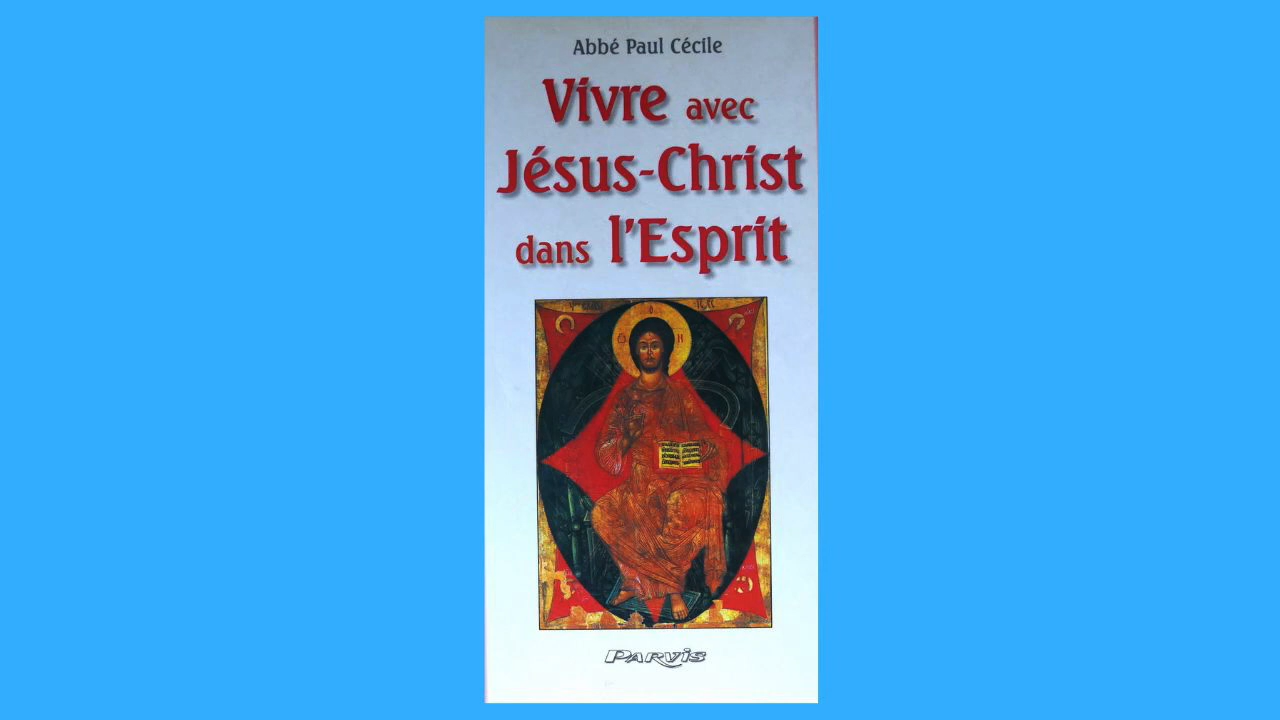 Abbé Paul Cécile
Vivre avec
Jésus-Christ
dans l'Esprit
PARVIS